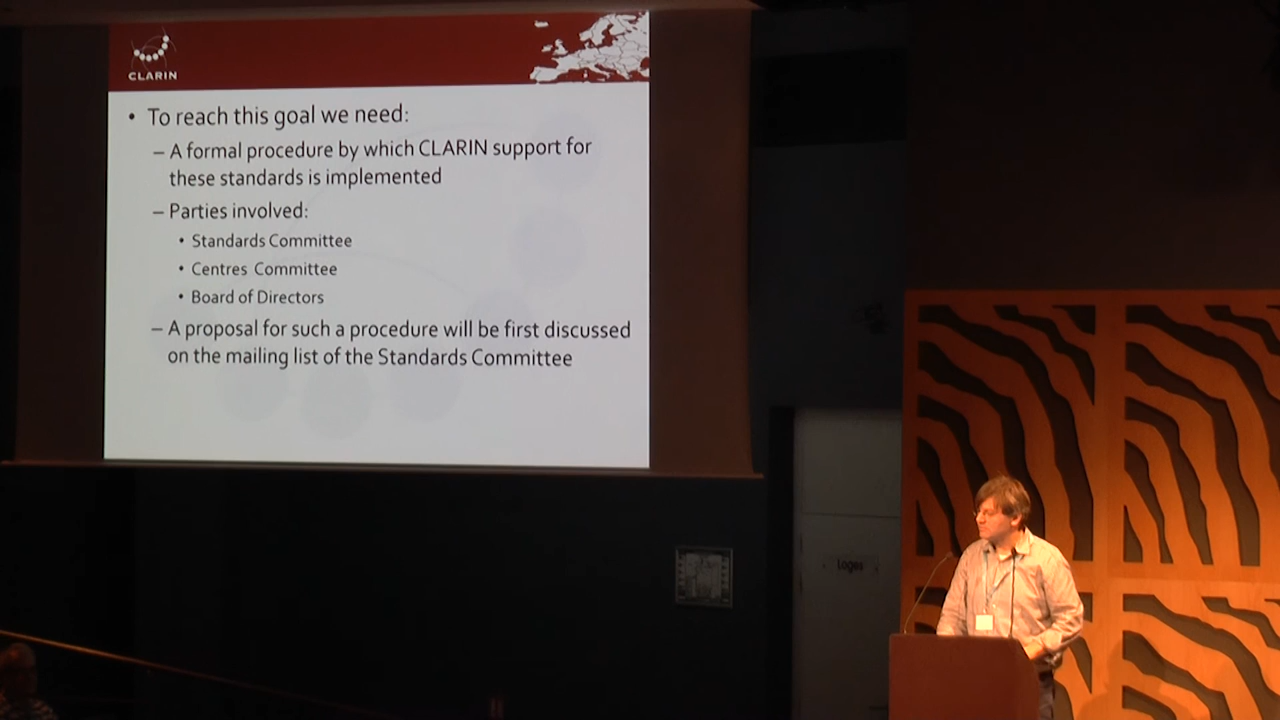 CLARIN
• To reach this goal we need:
– A formal procedure by which CLARIN support for
these standards is implemented
– Parties involved:
• Standards Committee
• Centres Committee
• Board of Directors
– A proposal for such a procedure will be first discussed
on the mailing list of the Standards Committee
Loges